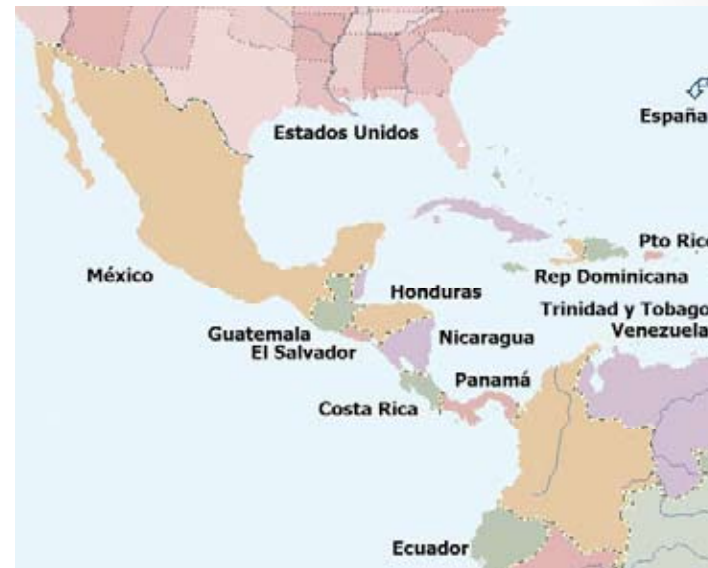 Estados Unidos
España
México
Pto Rico
Rep Dominicana
Honduras
Trinidad y Tobago
Venezuela
Guatemala
El Salvador
Nicaragua
Panamá
Costa Rica
Ecuador